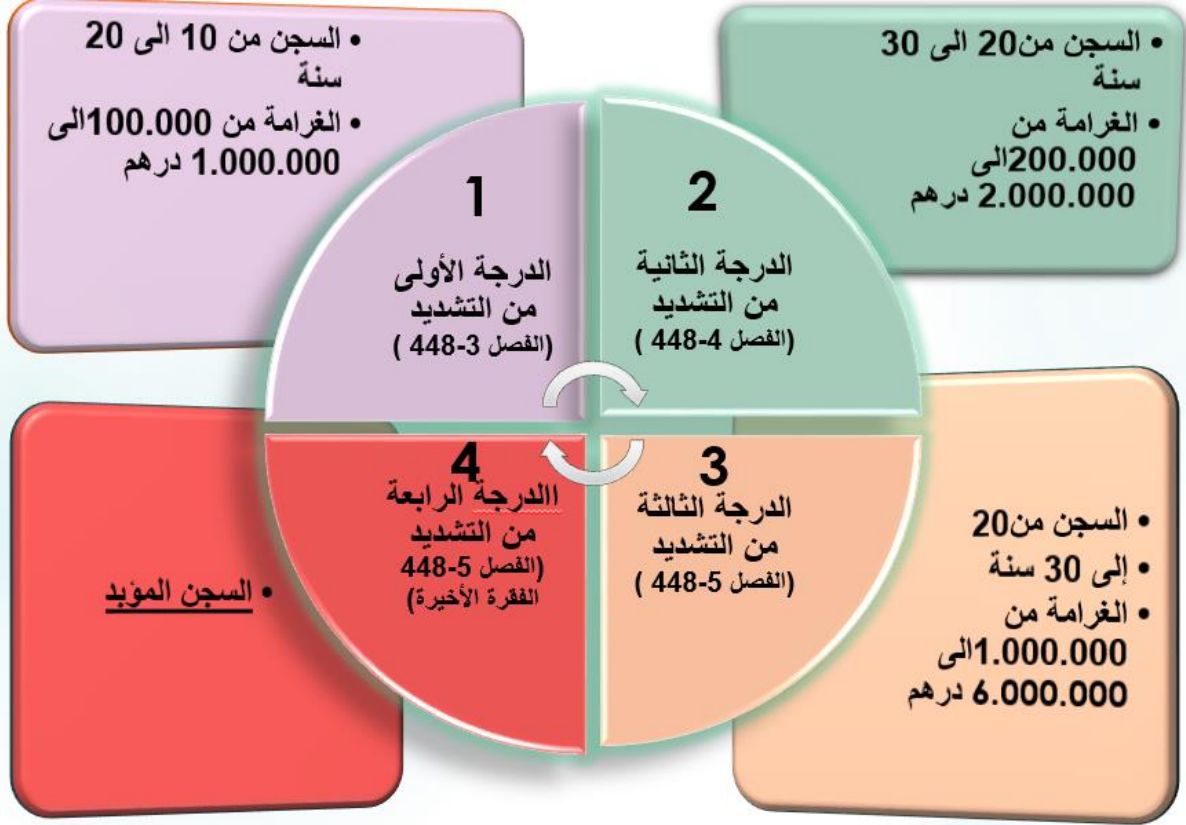 • السجن من 10 الى 20
سنة
• الغرامة من 100.000الى
1.000.000 درهم
1
الدرجة الأولى
من التشديد
(الفصل 3-448 )
• السجن من20 الى 30
سنة
• الغرامة من
200.000الى
2.000.000 درهم
2
الدرجة الثانية
من التشديد
(الفصل 4-448 )
3
الدرجة الثالثة
من التشديد
(الفصل 5-448 )
• السجن من20
• إلى 30 سنة
• الغرامة من
1.000.000الى
6.000.000 درهم
4
االدرجة الرابعة
من التشديد
(الفصل 5-448
الفقرة الأخيرة)
• السجن المؤبد